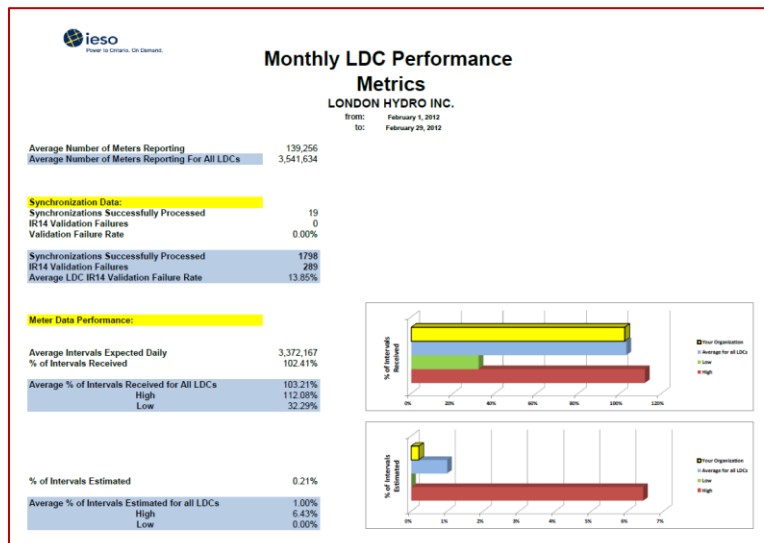 ieso
Power to Ontario. On Demand.
Monthly LDC Performance
Metrics
LONDON HYDRO INC.
from: February 1, 2012
to: February 29, 2012
Average Number of Meters Reporting 139,256
Average Number of Meters Reporting For All LDCs 3,541,634
Synchronization Data:
Synchronizations Successfully Processed 19
IR14 Validation Failures 0
Validation Failure Rate 0.00%
Synchronizations Successfully Processed 1798
IR14 Validation Failures 289
Average LDC IR14 Validation Failure Rate 13.85%
Meter Data Performance:
Average Intervals Expected Daily 3,372,167
% of Intervals Received 102.41%
Average % of Intervals Received for All LDCs 103.21%
High 112.08%
Low 32.29%
% of Intervals
Received
0% 20% 40% 60% 80% 100% 120%
Your Organization
Average for all LDCs
Low
High
% of Intervals Estimated 0.21%
Average % of Intervals Estimated for all LDCs 1.00%
High 6.43%
Low 0.00%
% of Intervals
Estimated
0% 1% 2% 3% 4% 5% 6% 7%
Your Organization
Average for all LDCs
Low
High